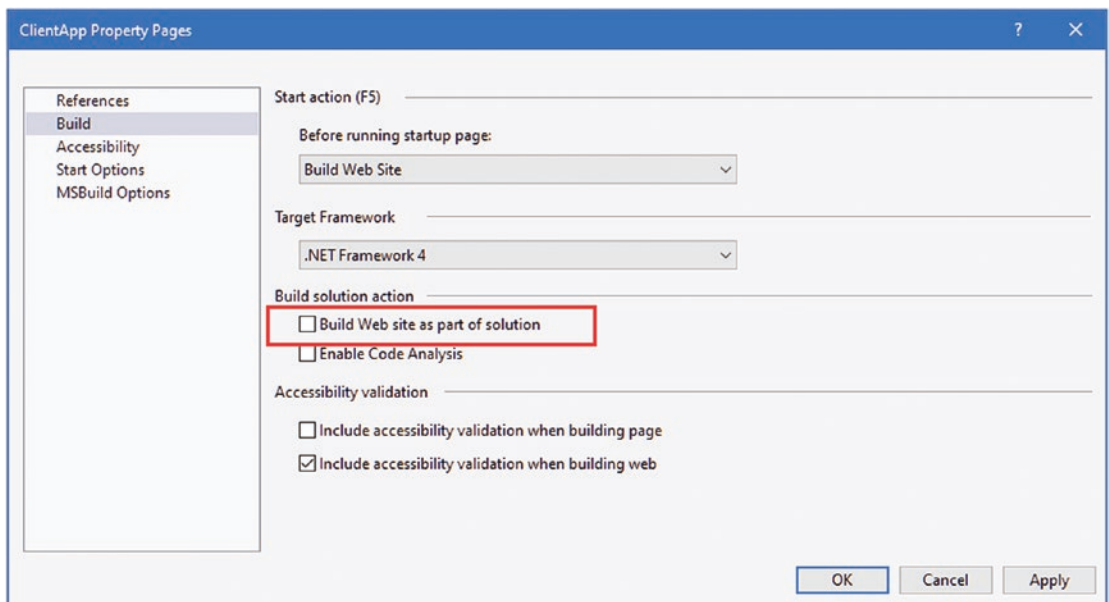 ClientApp Property Pages
?
References
Build
Accessibility
Start Options
MSBuild Options
Start action (F5)
Before running startup page:
Build Web Site
Target Framework
.NET Framework 4
Build solution action
Build Web site as part of solution
Enable Code Analysis
Accessibility validation
Include accessibility validation when building page
Include accessibility validation when building web
OK Cancel Apply